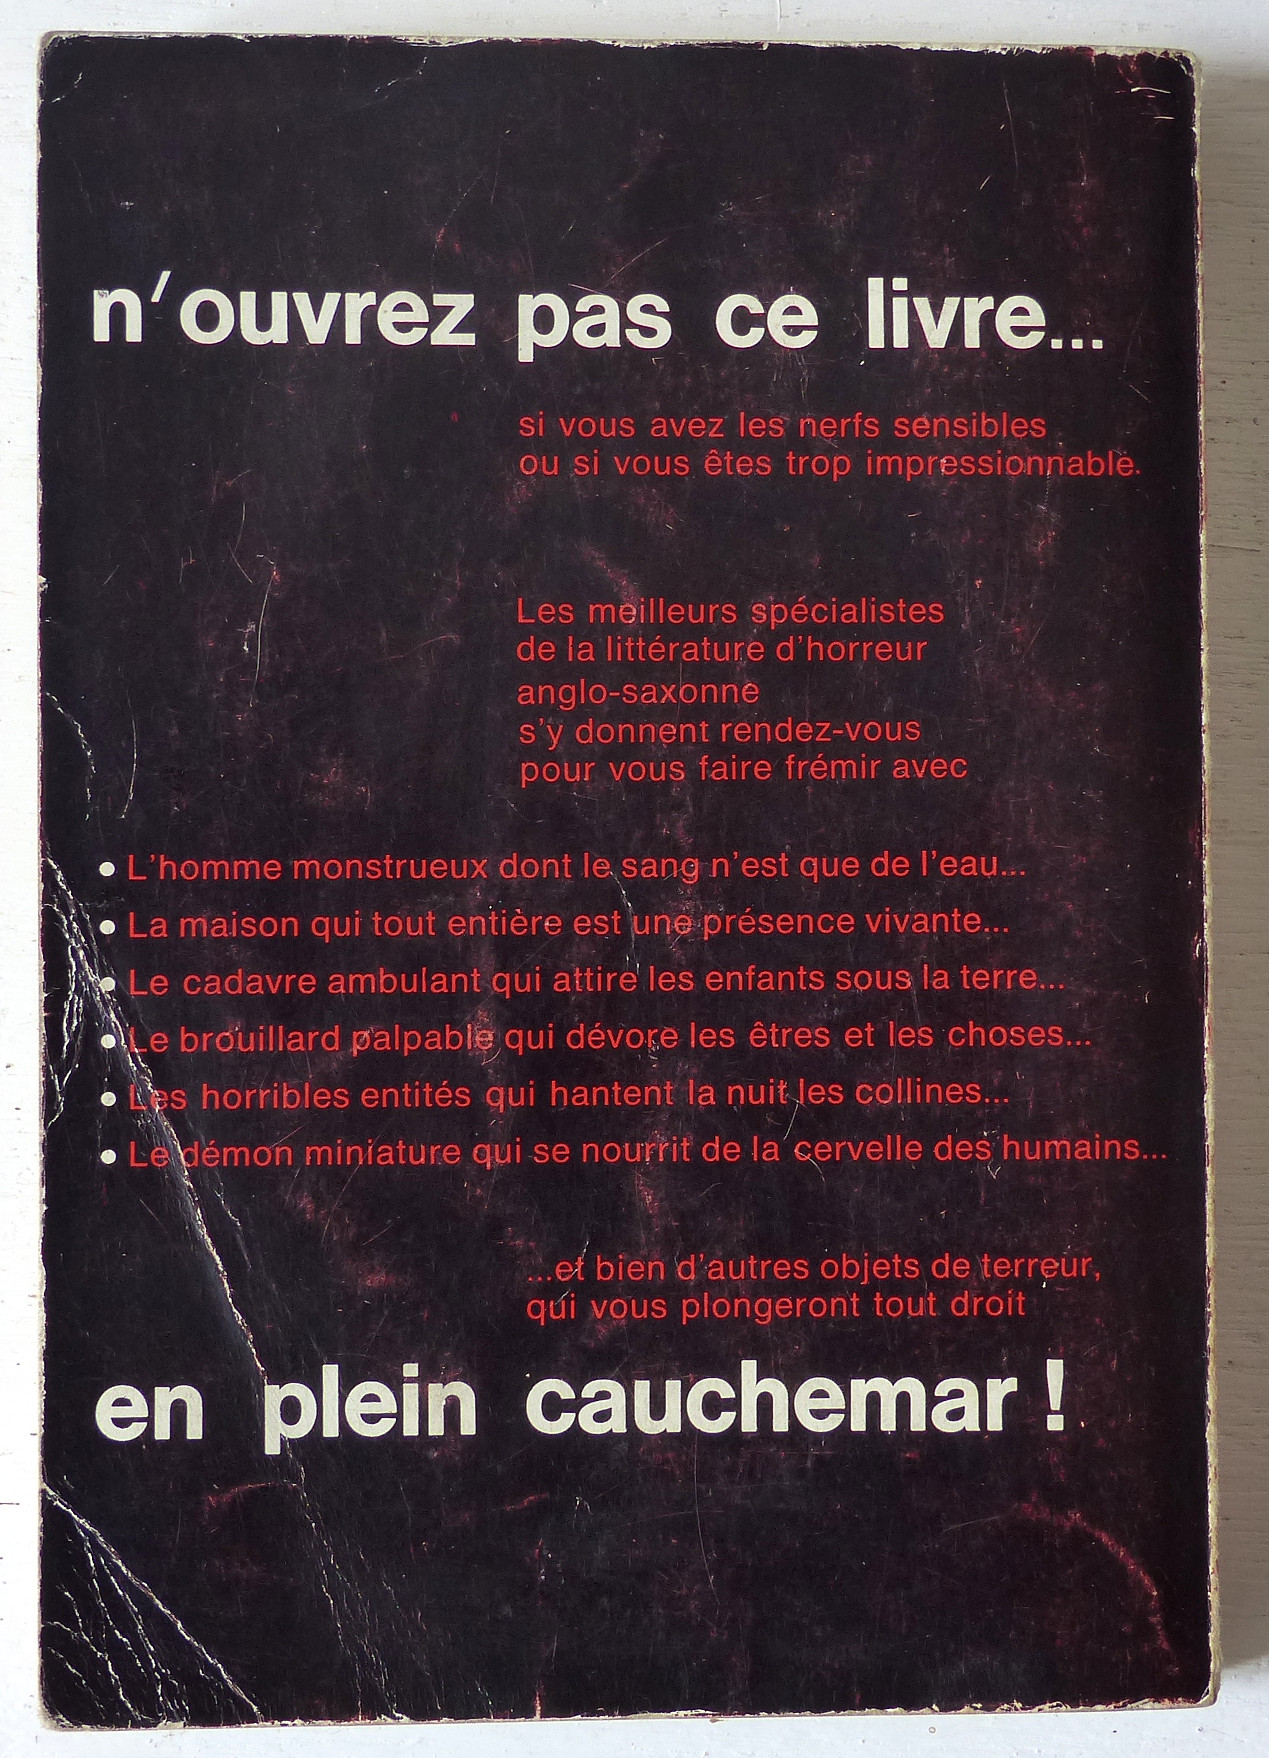 n'ouvrez pas ce livre...
si vous avez les nerfs sensibles
ou si vous êtes trop impressionnable.
Les meilleurs spécialistes
de la littérature d'horreur
anglo-saxonne
s'y donnent rendez-vous
pour vous faire frémir avec
• L'homme monstrueux dont le sang n'est que de l'eau...
• La maison qui tout entière est une présence vivante...
• Le cadavre ambulant qui attire les enfants sous la terre...
• Le brouillard palpable qui dévore les êtres et les choses...
• Les horribles entités qui hantent la nuit les collines...
• Le démon miniature qui se nourrit de la cervelle des humains...
...et bien d'autres objets de terreur,
qui vous plongeront tout droit
en plein cauchemar !